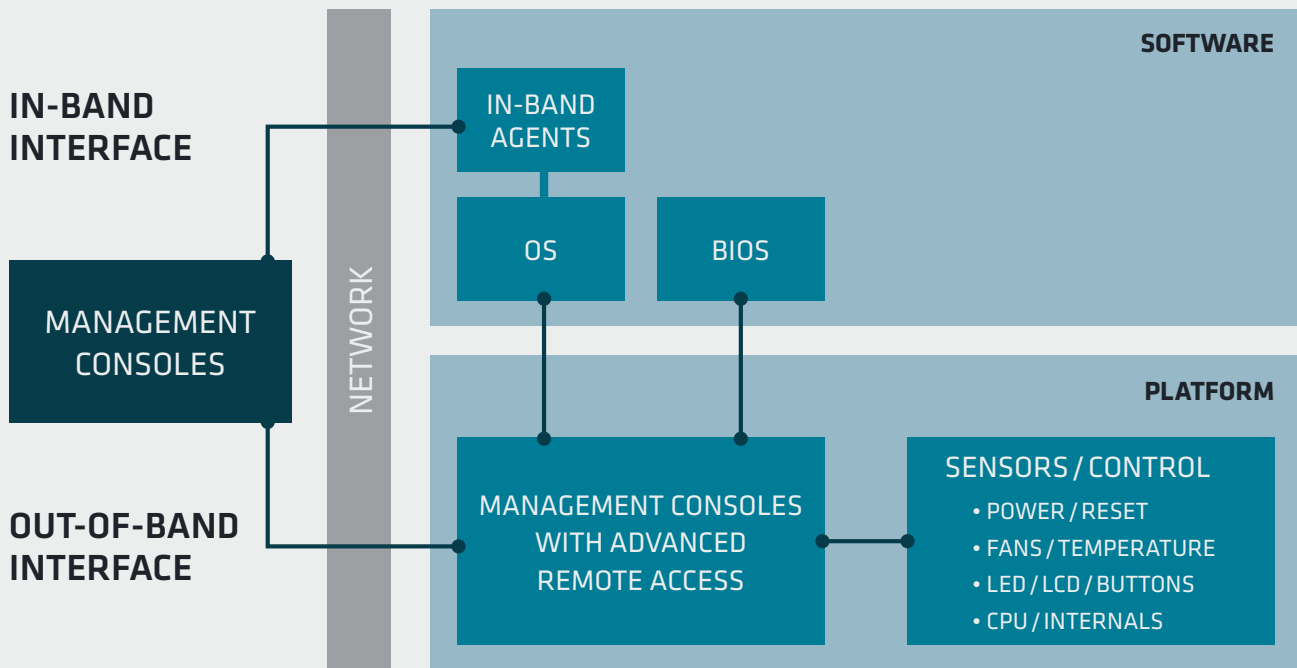 SOFTWARE
IN-BAND
INTERFACE
IN-BAND
AGENTS
OS
BIOS
MANAGEMENT
CONSOLES
NETWORK
PLATFORM
MANAGEMENT CONSOLES
WITH ADVANCED
REMOTE ACCESS
SENSORS / CONTROL
• POWER / RESET
• FANS / TEMPERATURE
• LED / LCD / BUTTONS
• CPU / INTERNALS
OUT-OF-BAND
INTERFACE